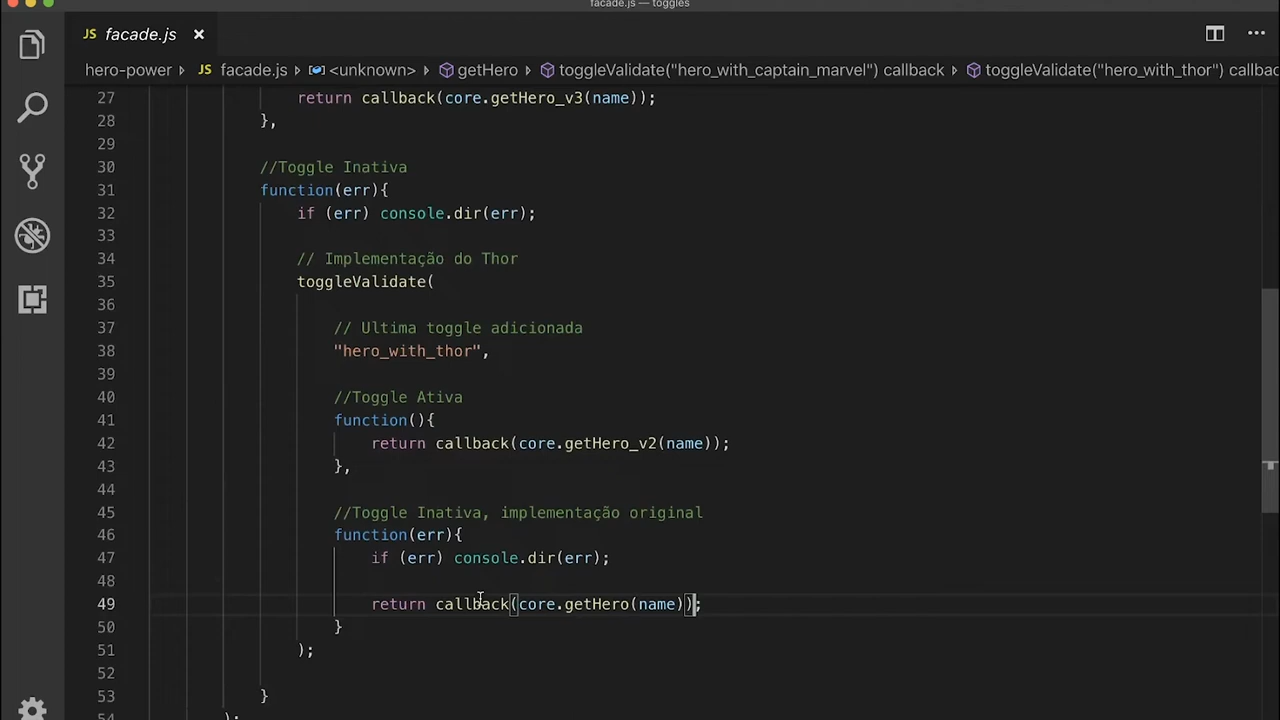 facade.js — toggles
JS facade.js ×
hero-power JS facade.js <unknown> getHero toggleValidate("hero_with_captain_marvel") callback toggleValidate("hero_with_thor") callba
27 return callback(core.getHero_v3(name));
28 },
29
30 //Toggle Inativa
31 function(err){
32 if (err) console.dir(err);
33
34 // Implementação do Thor
35 toggleValidate(
36
37 // Ultima toggle adicionada
38 "hero_with_thor",
39
40 //Toggle Ativa
41 function(){
42 return callback(core.getHero_v2(name));
43 },
44
45 //Toggle Inativa, implementação original
46 function(err){
47 if (err) console.dir(err);
48
49 return callback(core.getHero(name));
50 }
51 );
52
53 }
54 );